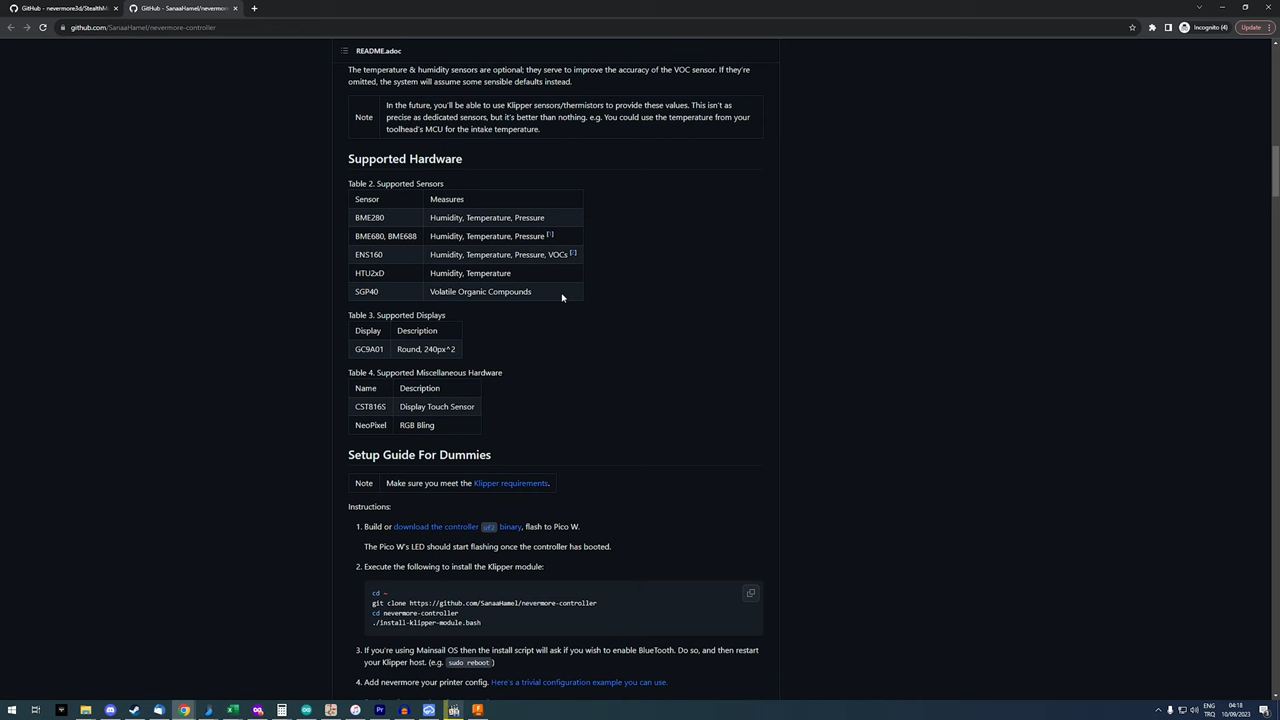 GitHub - nevermore3d/StealthM
GitHub - SanaaHamel/nevermore-c
github.com/SanaaHamel/nevermore-controller
Incognito (4)
Update
README.adoc
The temperature & humidity sensors are optional; they serve to improve the accuracy of the VOC sensor. If they're
omitted, the system will assume some sensible defaults instead.
Note
In the future, you'll be able to use Klipper sensors/thermistors to provide these values. This isn't as
precise as dedicated sensors, but it's better than nothing. e.g. You could use the temperature from your
toolhead's MCU for the intake temperature.
Supported Hardware
Table 2. Supported Sensors
Sensor Measures
BME280 Humidity, Temperature, Pressure
BME680, BME688 Humidity, Temperature, Pressure
ENS160 Humidity, Temperature, Pressure, VOCs
HTU2xD Humidity, Temperature
SGP40 Volatile Organic Compounds
Table 3. Supported Displays
Display Description
GC9A01 Round, 240px^2
Table 4. Supported Miscellaneous Hardware
Name Description
CST816S Display Touch Sensor
NeoPixel RGB Bling
Setup Guide For Dummies
Note Make sure you meet the Klipper requirements.
Instructions:
1. Build or download the controller uf2 binary, flash to Pico W.
The Pico W's LED should start flashing once the controller has booted.
2. Execute the following to install the Klipper module:
cd ~
git clone https://github.com/SanaaHamel/nevermore-controller
cd nevermore-controller
./install-klipper-module.bash
3. If you're using Mainsail OS then the install script will ask if you wish to enable BlueTooth. Do so, and then restart
your Klipper host. (e.g. sudo reboot)
4. Add nevermore your printer config. Here's a trivial configuration example you can use.
ENG
TRQ
04:18
10/09/2023